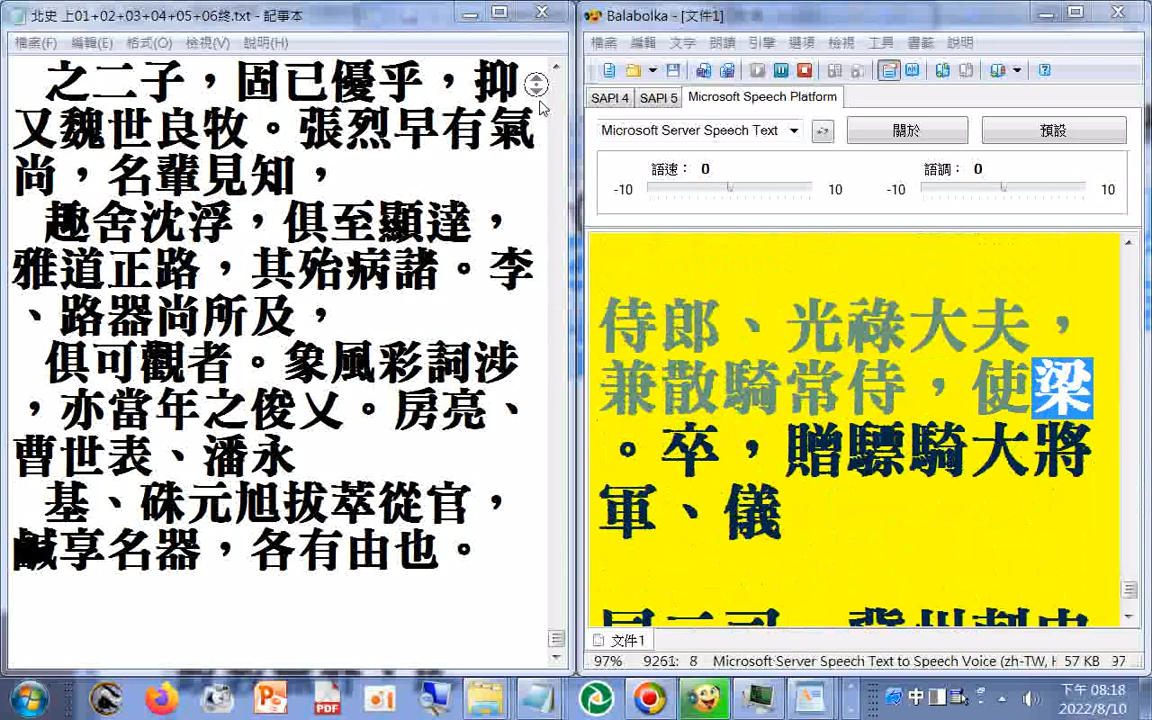 北史 上01+02+03+04+05+06终.txt - 記事本
檔案(F) 編輯(E) 格式(O) 檢視(V) 說明(H)
之二子，固已優乎，抑
又魏世良牧。張烈早有氣
尚，名輩見知，
趣舍沈浮，俱至顯達，
雅道正路，其殆病諸。李
、路器尚所及，
俱可觀者。象風彩詞涉
，亦當年之俊乂。房亮、
曹世表、潘永
基、硃元旭拔萃從官，
鹹享名器，各有由也。
Balabolka - [文件1]
檔案 編輯 文字 朗讀 引擎 選項 檢視 工具 書籤 說明
SAPI 4 SAPI 5 Microsoft Speech Platform
Microsoft Server Speech Text 關於 預設
語速： 0 語調： 0
-10 10 -10 10
侍郎、光祿大夫，
兼散騎常侍，使梁
。卒，贈驃騎大將
軍、儀
同二司、冀州刺史
文件1
97% 9261: 8 Microsoft Server Speech Text to Speech Voice (zh-TW, H 57 KB 97
中 下午 08:18
2022/8/10